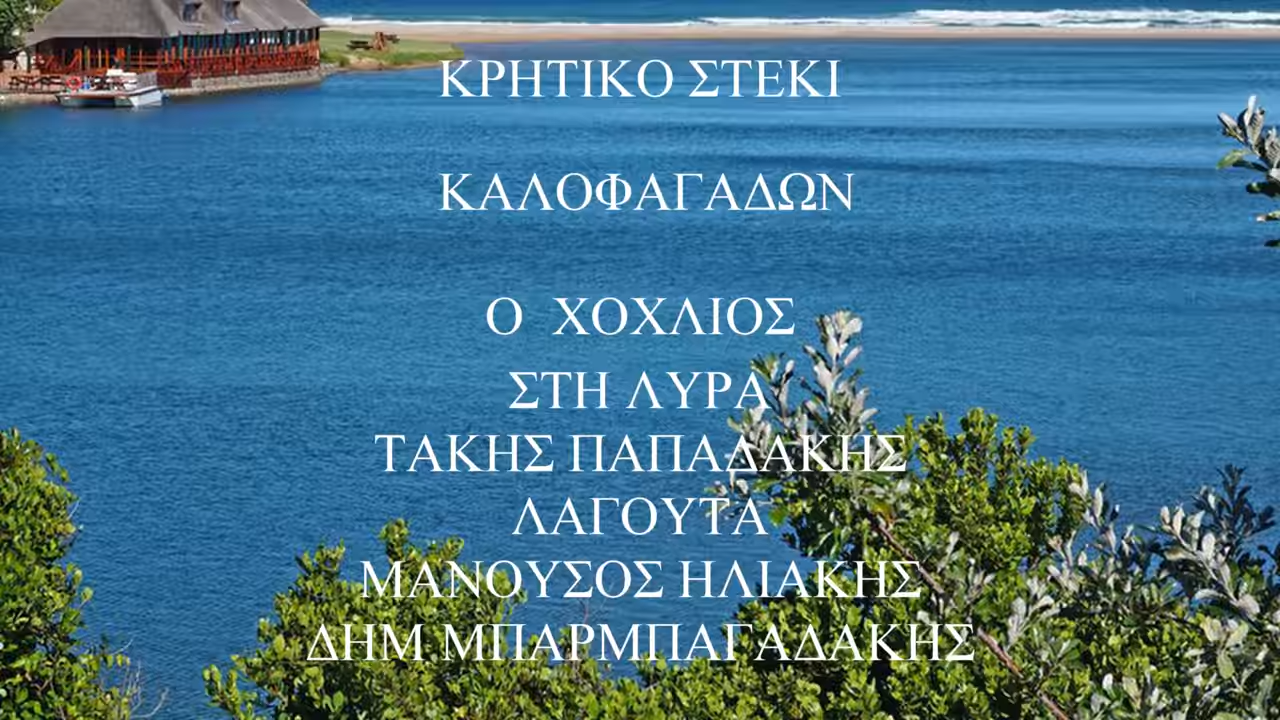 ΚΡΗΤΙΚΟ ΣΤΕΚΙ
ΚΑΛΟΦΑΓΑΔΩΝ
Ο ΧΟΧΛΙΟΣ
ΣΤΗ ΛΥΡΑ
ΤΑΚΗΣ ΠΑΠΑΔΑΚΗΣ
ΛΑΓΟΥΤΑ
ΜΑΝΟΥΣΟΣ ΗΛΙΑΚΗΣ
ΔΗΜ ΜΠΑΡΜΠΑΓΑΔΑΚΗΣ